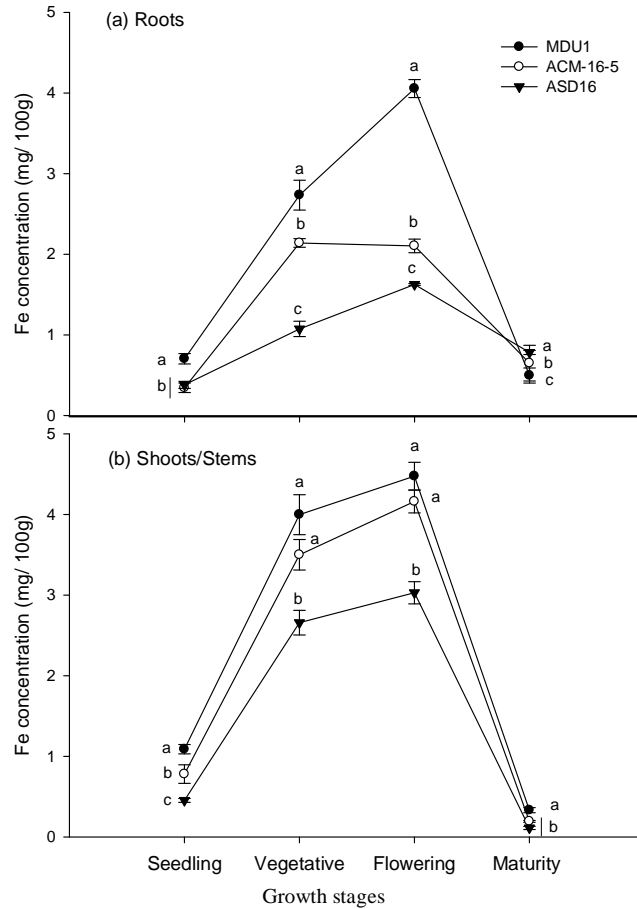 (a) Roots
MDU1
ACM-16-5
ASD16
Fe concentration (mg/ 100g)
5
4
3
2
1
0
a
a
a
b
b
c
c
a
b
a
b
c
(b) Shoots/Stems
Fe concentration (mg/ 100g)
5
4
3
2
1
0
a
a
a
a
b
b
a
b
c
a
b
Seedling Vegetative Flowering Maturity
Growth stages